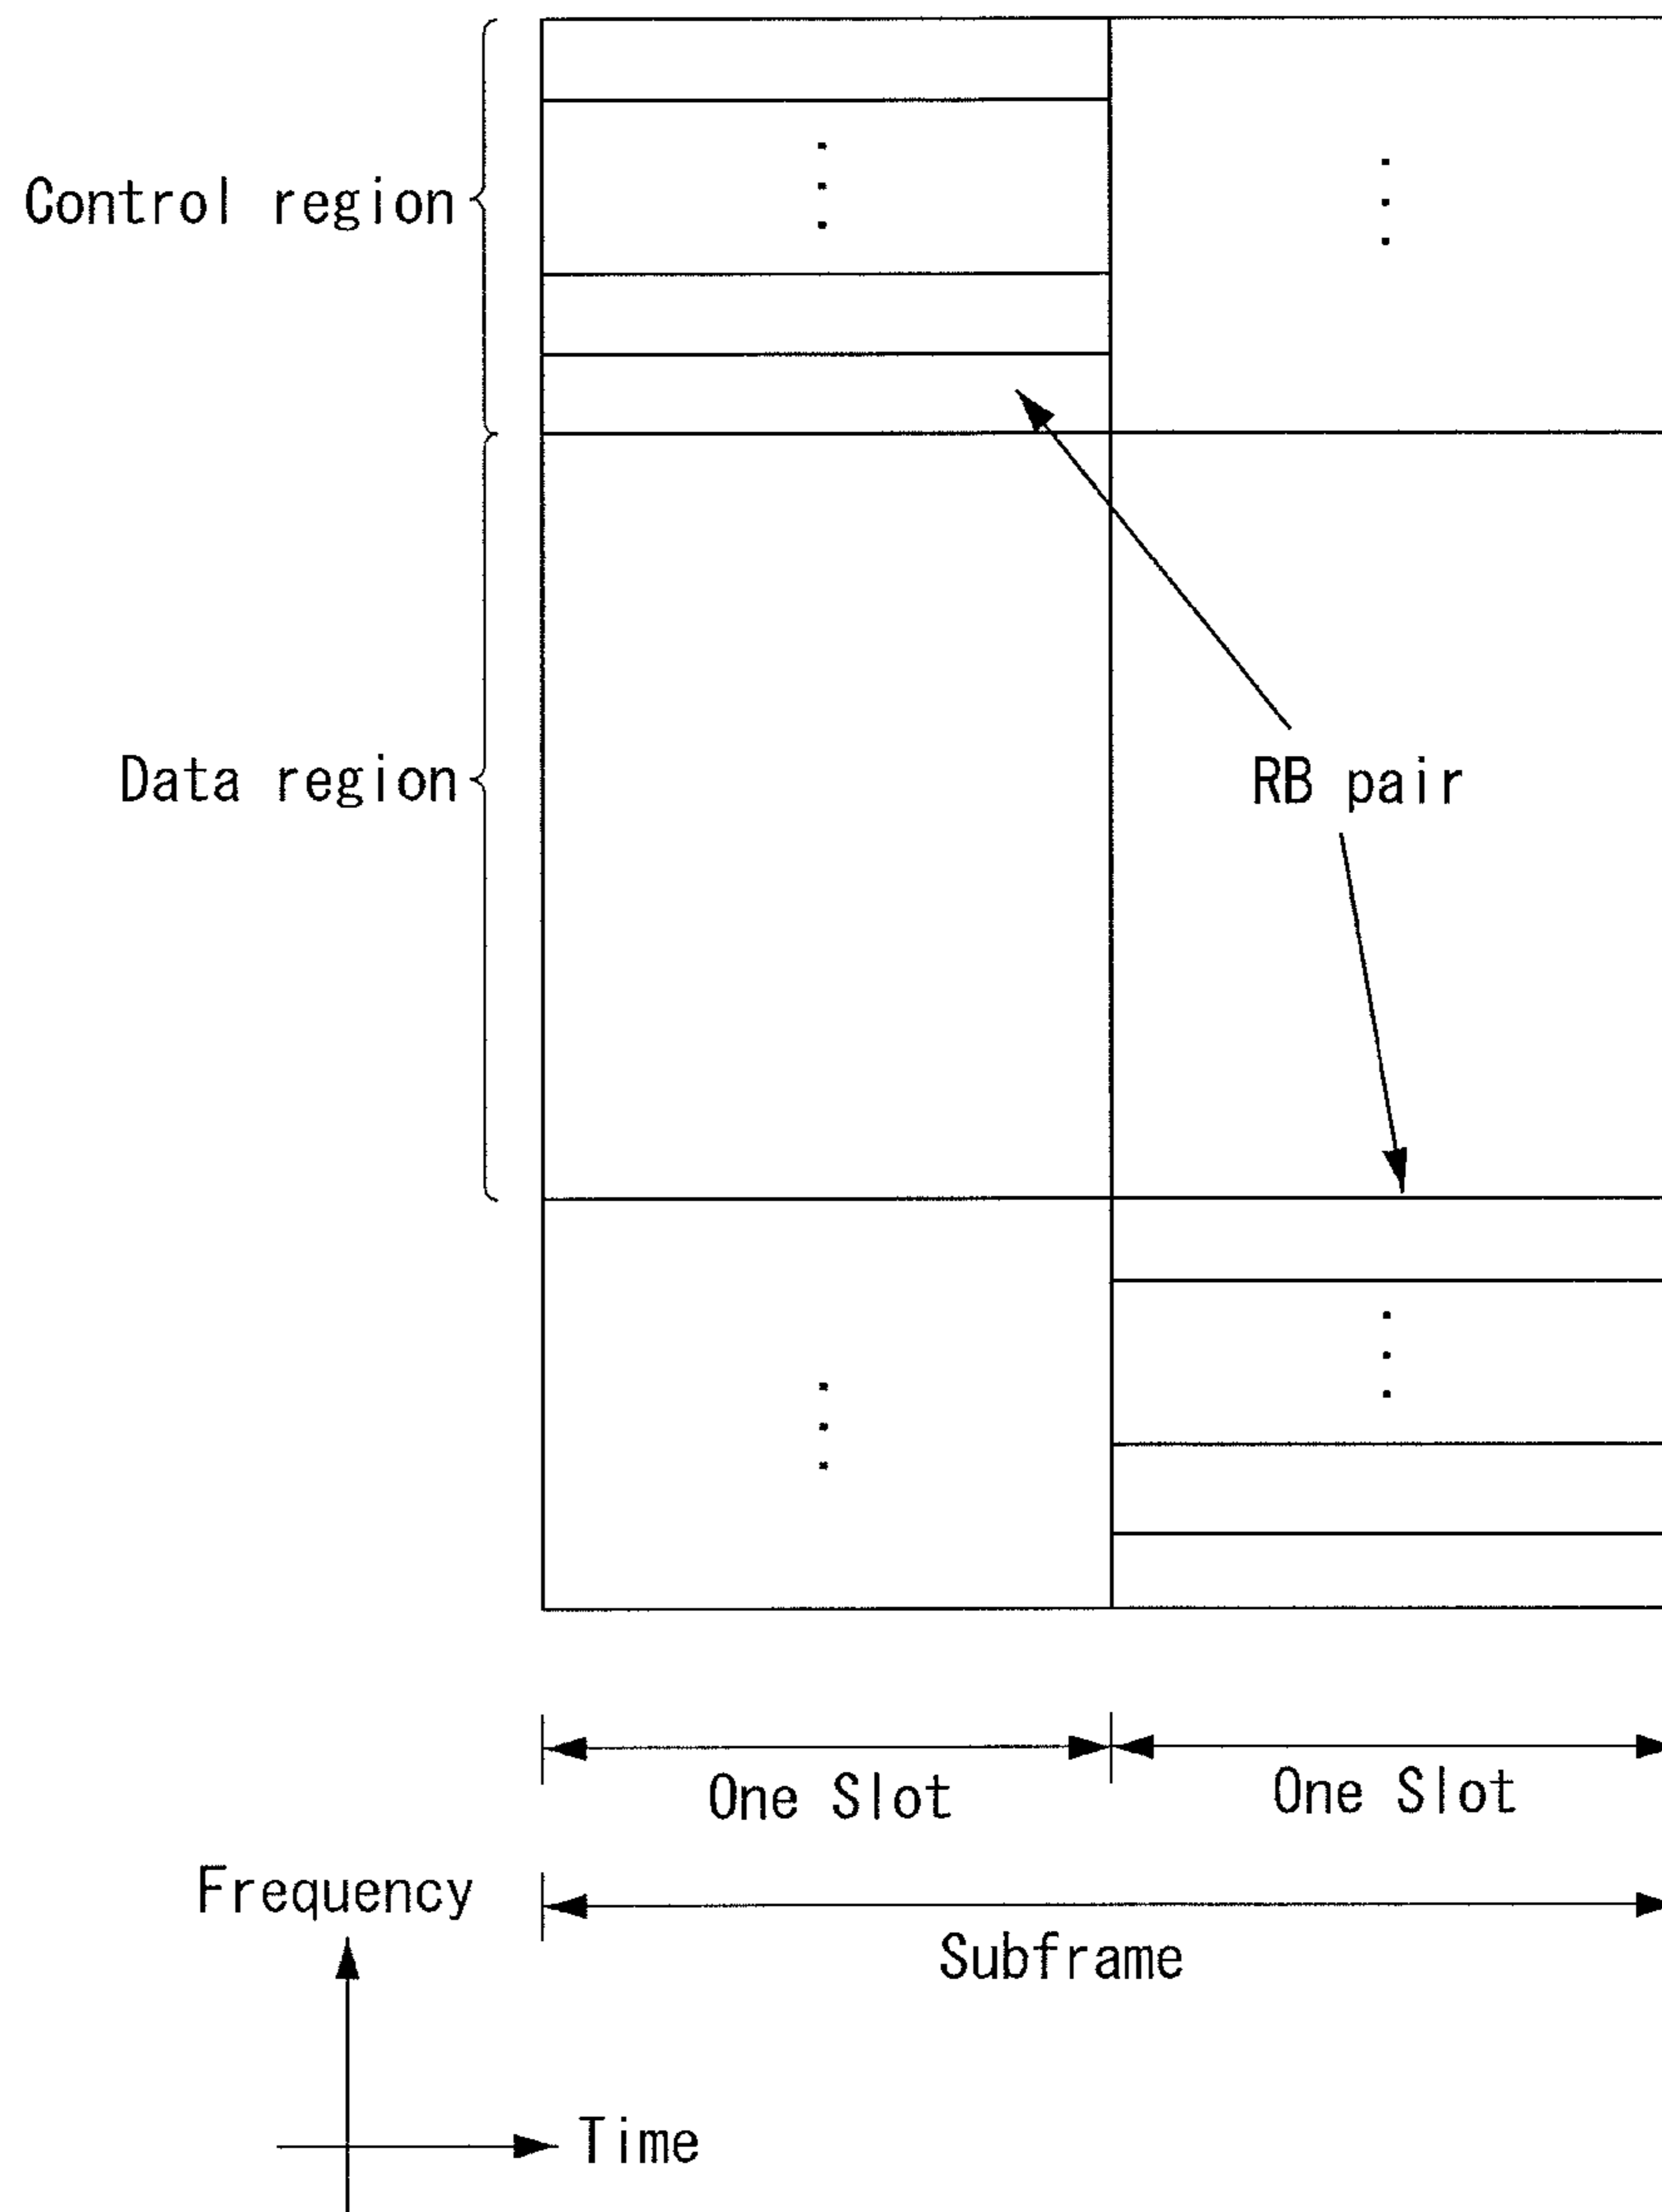 Control region
Data region
RB pair
One Slot
One Slot
Frequency
Subframe
Time